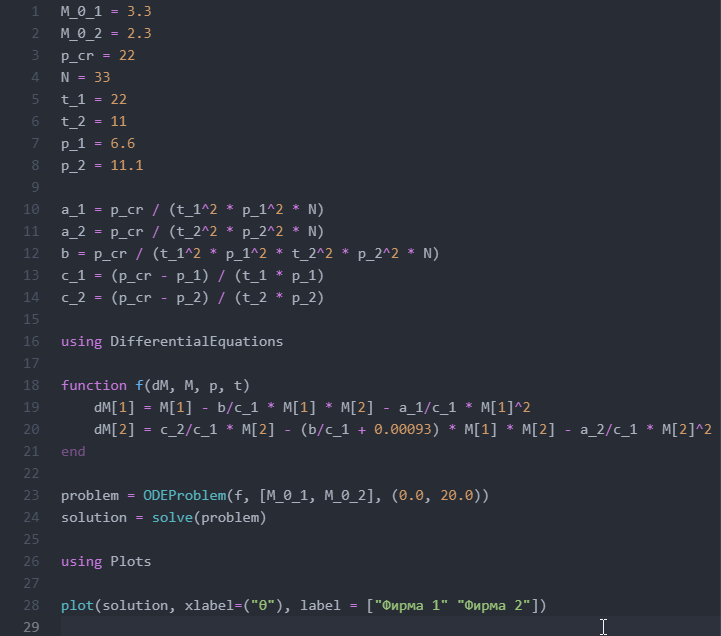 1 M_0_1 = 3.3
2 M_0_2 = 2.3
3 p_cr = 22
4 N = 33
5 t_1 = 22
6 t_2 = 11
7 p_1 = 6.6
8 p_2 = 11.1
9
10 a_1 = p_cr / (t_1^2 * p_1^2 * N)
11 a_2 = p_cr / (t_2^2 * p_2^2 * N)
12 b = p_cr / (t_1^2 * p_1^2 * t_2^2 * p_2^2 * N)
13 c_1 = (p_cr - p_1) / (t_1 * p_1)
14 c_2 = (p_cr - p_2) / (t_2 * p_2)
15
16 using DifferentialEquations
17
18 function f(dM, M, p, t)
19     dM[1] = M[1] - b/c_1 * M[1] * M[2] - a_1/c_1 * M[1]^2
20     dM[2] = c_2/c_1 * M[2] - (b/c_1 + 0.00093) * M[1] * M[2] - a_2/c_1 * M[2]^2
21 end
22
23 problem = ODEProblem(f, [M_0_1, M_0_2], (0.0, 20.0))
24 solution = solve(problem)
25
26 using Plots
27
28 plot(solution, xlabel=("θ"), label = ["Фирма 1" "Фирма 2"])
29